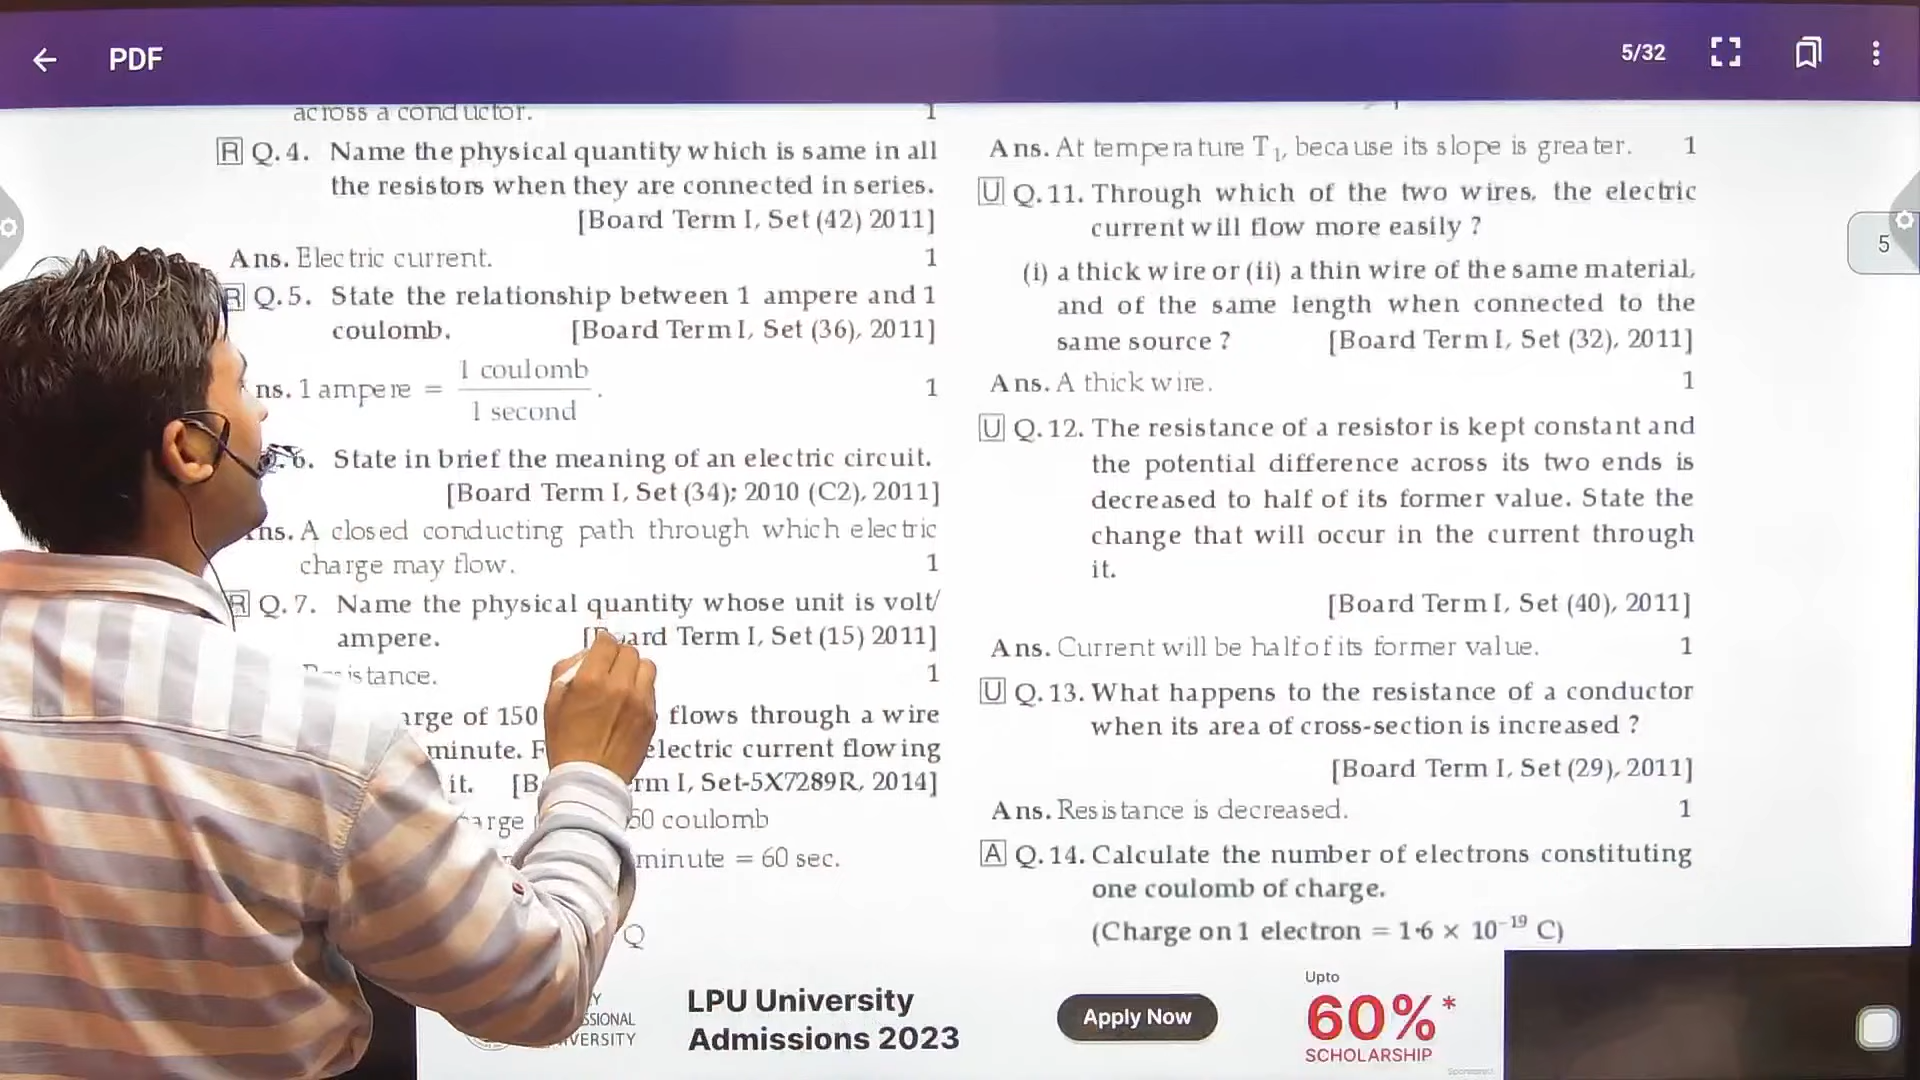 PDF
5/32
across a conductor. 1
R Q. 4. Name the physical quantity which is same in all
the resistors when they are connected in series.
[Board Term I, Set (42) 2011]
Ans. Electric current. 1
R Q. 5. State the relationship between 1 ampere and 1
coulomb. [Board Term I, Set (36), 2011]
ns. 1 ampere = 1 coulomb / 1 second . 1
6. State in brief the meaning of an electric circuit.
[Board Term I, Set (34); 2010 (C2), 2011]
ns. A closed conducting path through which electric
charge may flow. 1
R Q. 7. Name the physical quantity whose unit is volt/
ampere. [Board Term I, Set (15) 2011]
istance. 1
arge of 150 flows through a wire
minute. F electric current flowing
it. [B rm I, Set-5X7289R, 2014]
arge 50 coulomb
minute = 60 sec.
Q
Ans. At temperature T₁, because its slope is greater. 1
U Q. 11. Through which of the two wires, the electric
current will flow more easily ?
(i) a thick wire or (ii) a thin wire of the same material,
and of the same length when connected to the
same source ? [Board Term I, Set (32), 2011]
Ans. A thick wire. 1
U Q. 12. The resistance of a resistor is kept constant and
the potential difference across its two ends is
decreased to half of its former value. State the
change that will occur in the current through
it.
[Board Term I, Set (40), 2011]
Ans. Current will be half of its former value. 1
U Q. 13. What happens to the resistance of a conductor
when its area of cross-section is increased ?
[Board Term I, Set (29), 2011]
Ans. Resistance is decreased. 1
A Q. 14. Calculate the number of electrons constituting
one coulomb of charge.
(Charge on 1 electron = 1·6 × 10⁻¹⁹ C)
5
Y
SSIONAL
VERSITY
LPU University
Admissions 2023
Apply Now
Upto
60%*
SCHOLARSHIP
Sponsored